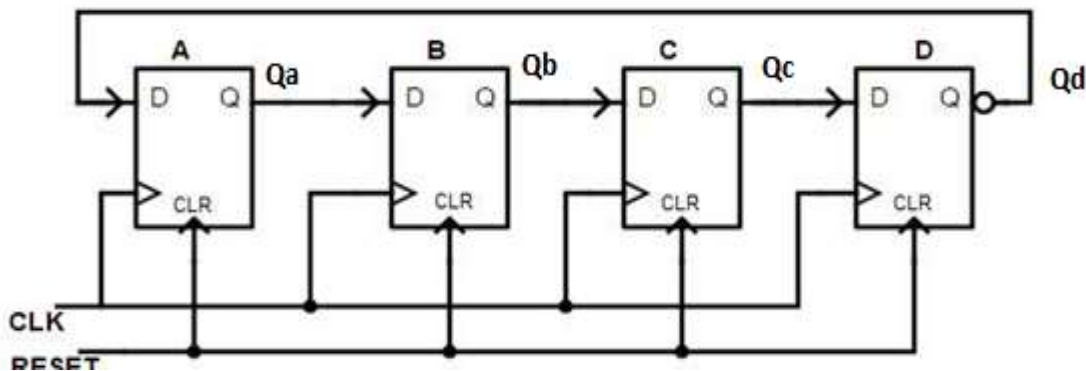 A B C D
D Q Qa D Q Qb D Q Qc D Q Qd
CLR CLR CLR CLR
CLK
RESET